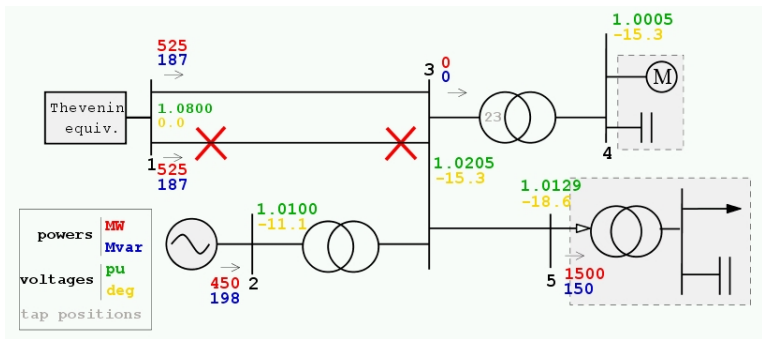 525
187
1.0800
0.0
Thevenin
equiv.
1
525
187
3
0
0
23
1.0005
-15.3
M
4
1.0205
-15.3
1.0129
-18.6
1.0100
-11.1
450
198
2
5
1500
150
powers
MW
Mvar
voltages
pu
deg
tap positions